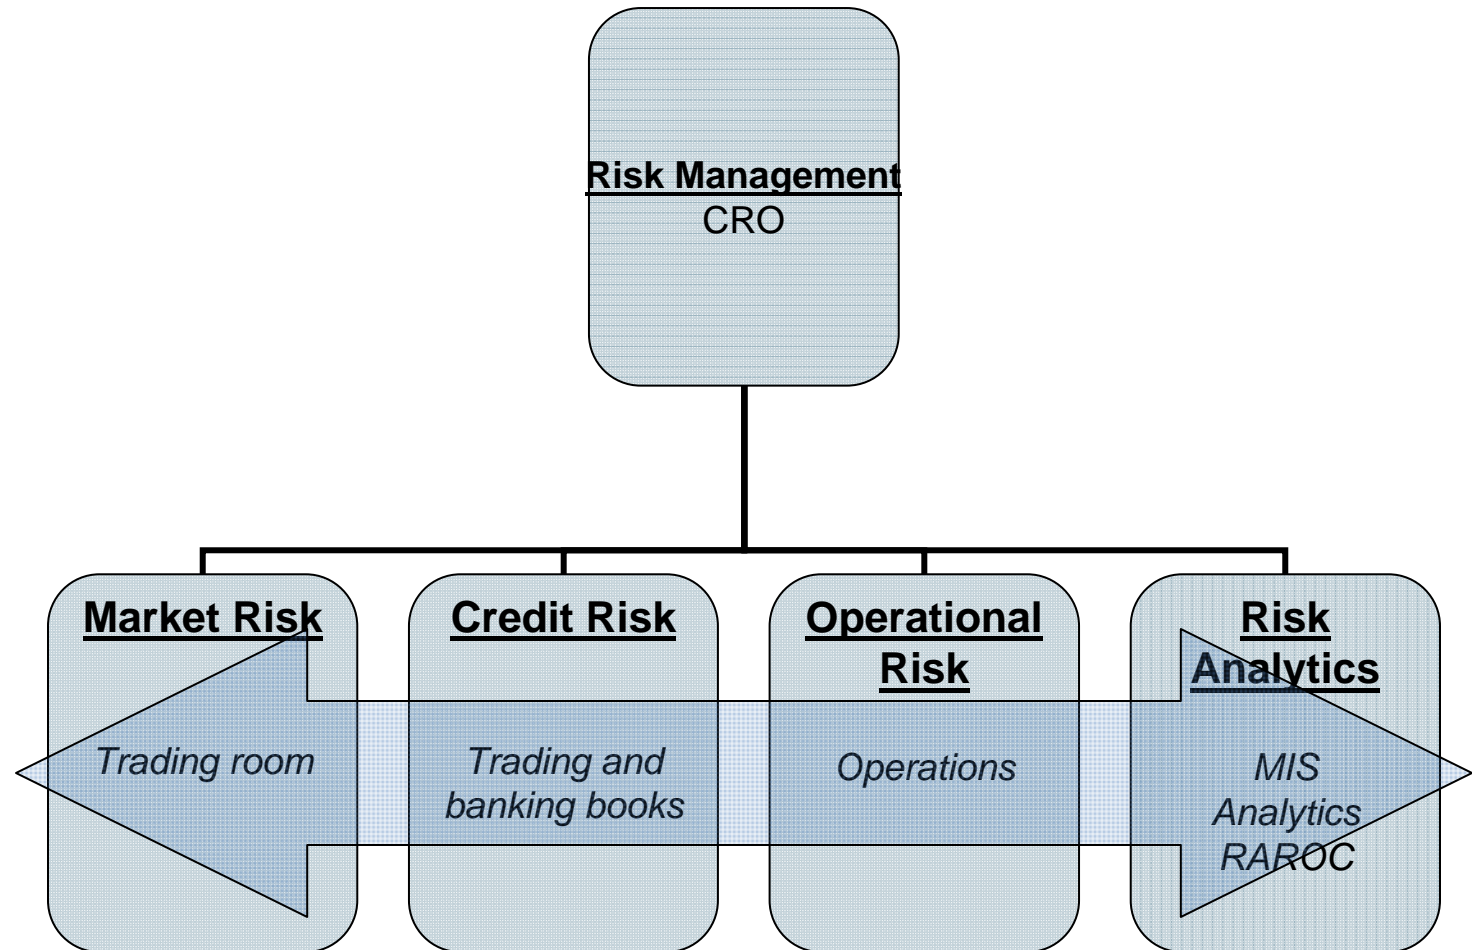 Risk Management
CRO
Market Risk
Trading room
Credit Risk
Trading and
banking books
Operational
Risk
Operations
Risk
Analytics
MIS
Analytics
RAROC